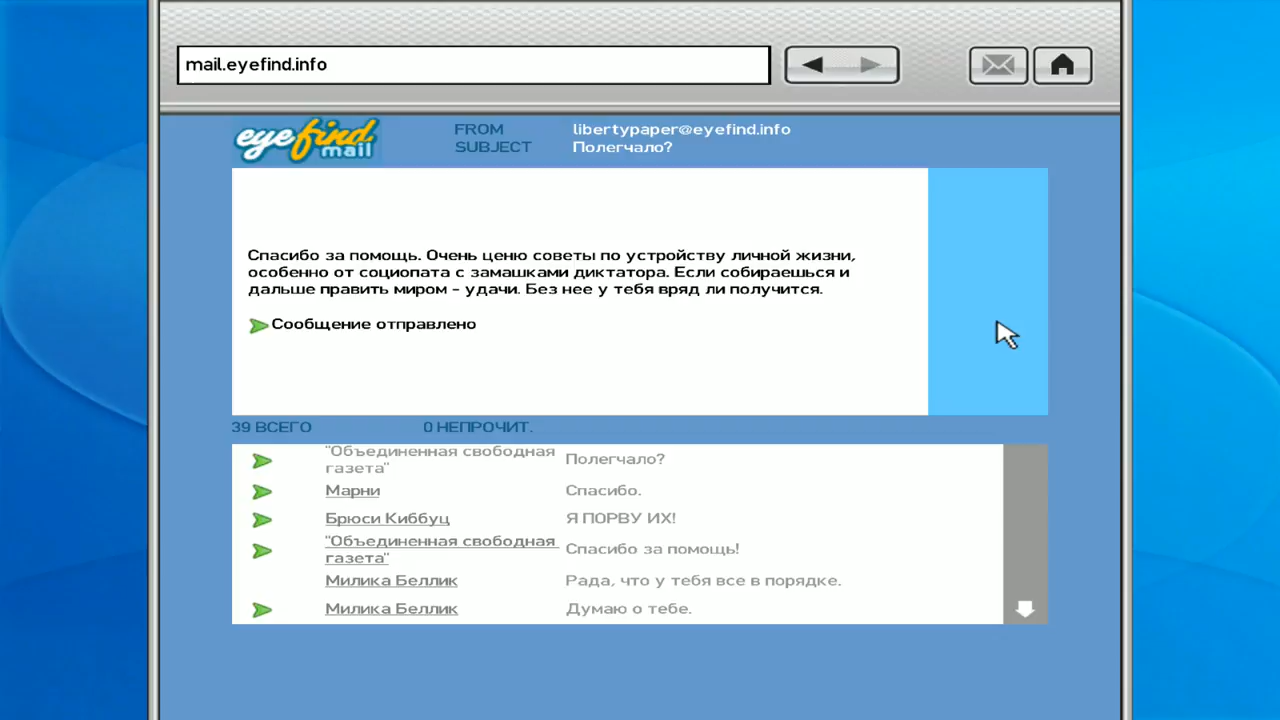 mail.eyefind.info
eyefind mail
FROM libertypaper@eyefind.info
SUBJECT Полегчало?
Спасибо за помощь. Очень ценю советы по устройству личной жизни,
особенно от социопата с замашками диктатора. Если собираешься и
дальше править миром - удачи. Без нее у тебя вряд ли получится.
Сообщение отправлено
39 ВСЕГО 0 НЕПРОЧИТ.
"Объединенная свободная
газета" Полегчало?
Марни Спасибо.
Брюси Киббуц Я ПОРВУ ИХ!
"Объединенная свободная
газета" Спасибо за помощь!
Милика Беллик Рада, что у тебя все в порядке.
Милика Беллик Думаю о тебе.